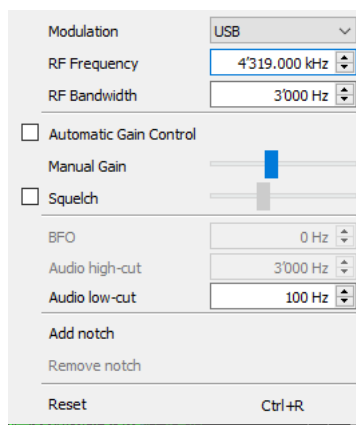 Modulation USB
RF Frequency 4’319.000 kHz
RF Bandwidth 3’000 Hz
Automatic Gain Control
Manual Gain
Squelch
BFO 0 Hz
Audio high-cut 3’000 Hz
Audio low-cut 100 Hz
Add notch
Remove notch
Reset Ctrl+R